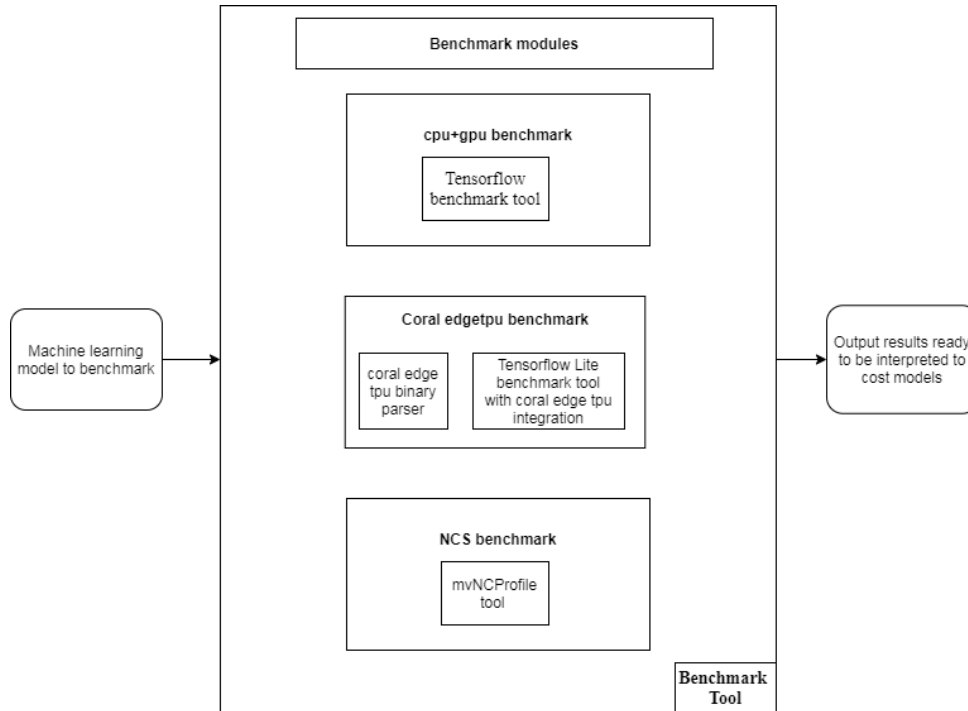 Benchmark modules
cpu+gpu benchmark
Tensorflow
benchmark tool
Machine learning
model to benchmark
Coral edgetpu benchmark
coral edge
tpu binary
parser
Tensorflow Lite
benchmark tool
with coral edge tpu
integration
Output results ready
to be interpreted to
cost models
NCS benchmark
mvNCProfile
tool
Benchmark
Tool